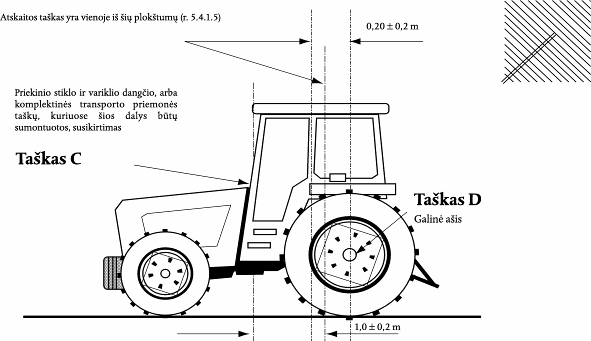 Atskaitos taškas yra vienoje iš šių plokštumų (r. 5.4.1.5)
0,20 ± 0,2 m
Priekinio stiklo ir variklio dangčio, arba
komplektinės transporto priemonės
taškų, kuriuose šios dalys būtų
sumontuotos, susikirtimas
Taškas C
Taškas D
Galinė ašis
1,0 ± 0,2 m